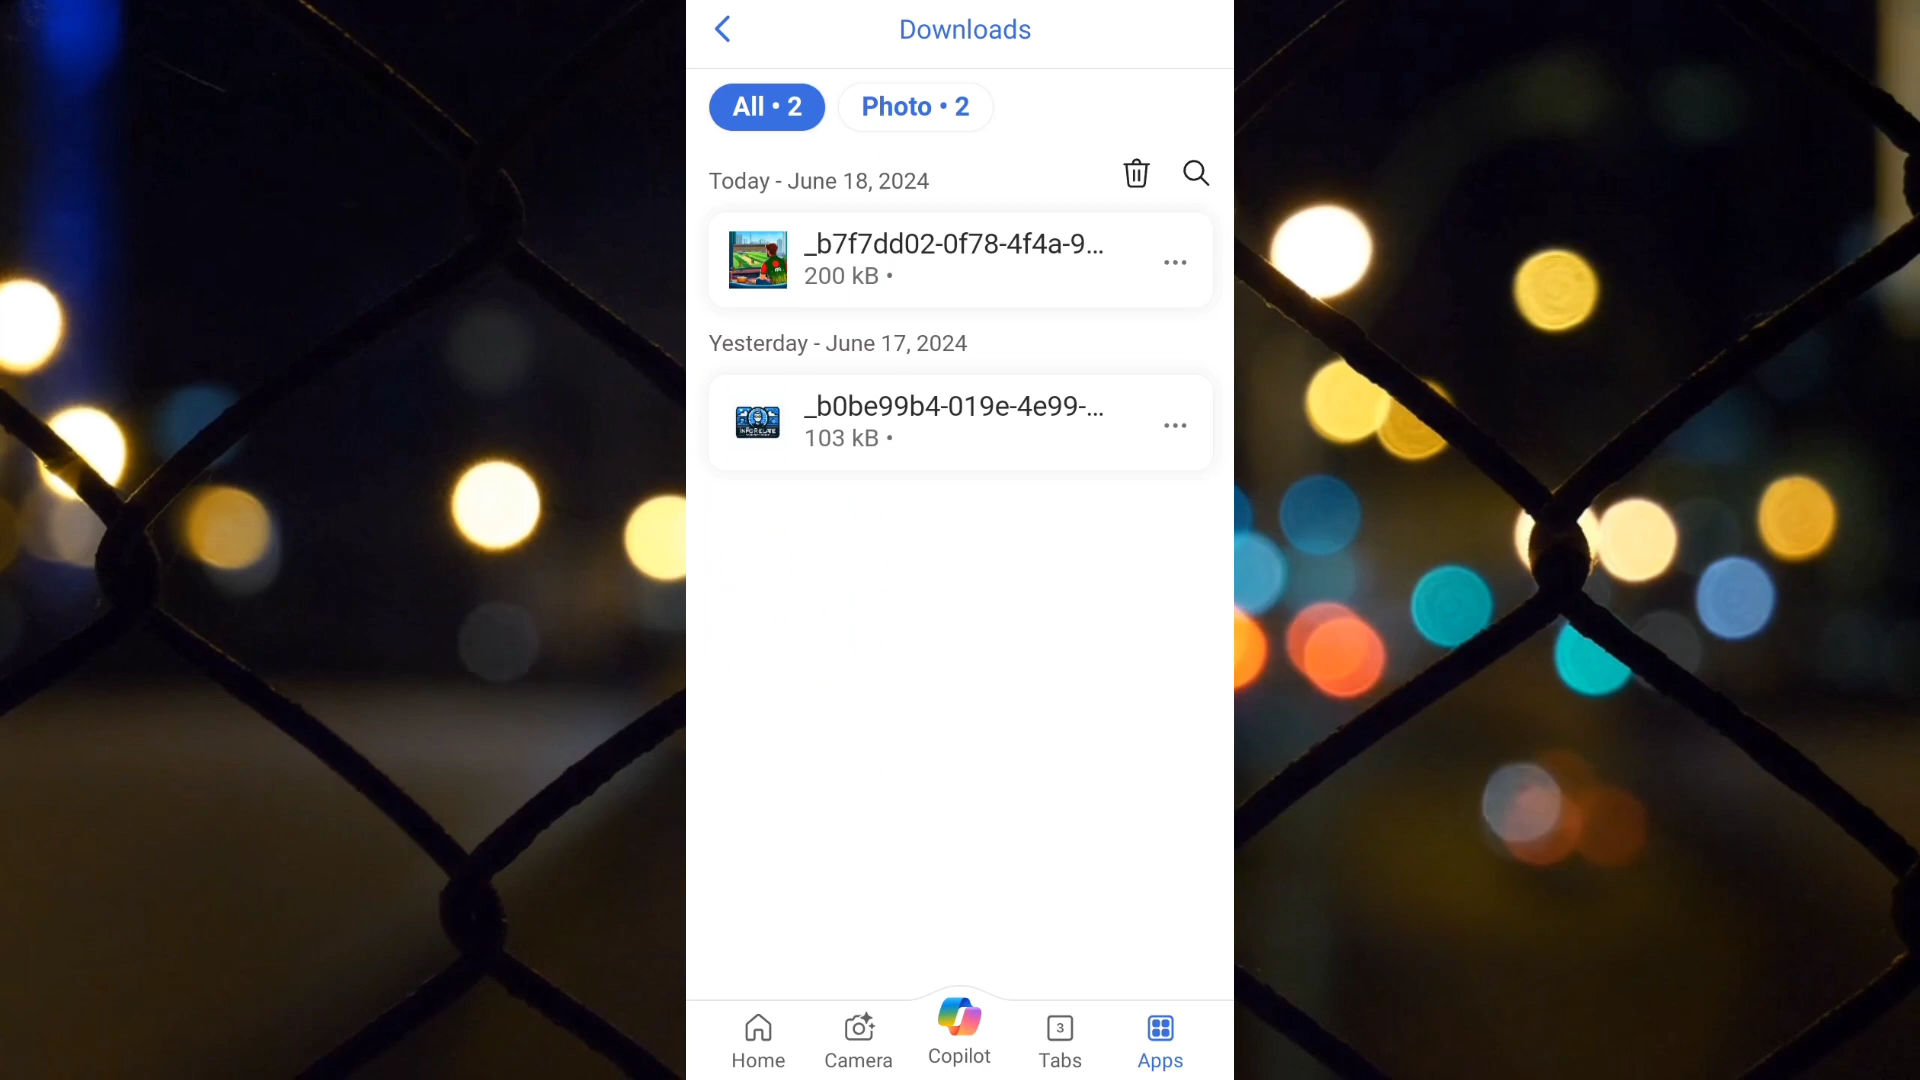 Downloads
All • 2
Photo • 2
Today - June 18, 2024
_b7f7dd02-0f78-4f4a-9...
200 kB •
Yesterday - June 17, 2024
_b0be99b4-019e-4e99-...
103 kB •
3
Home
Camera
Copilot
Tabs
Apps